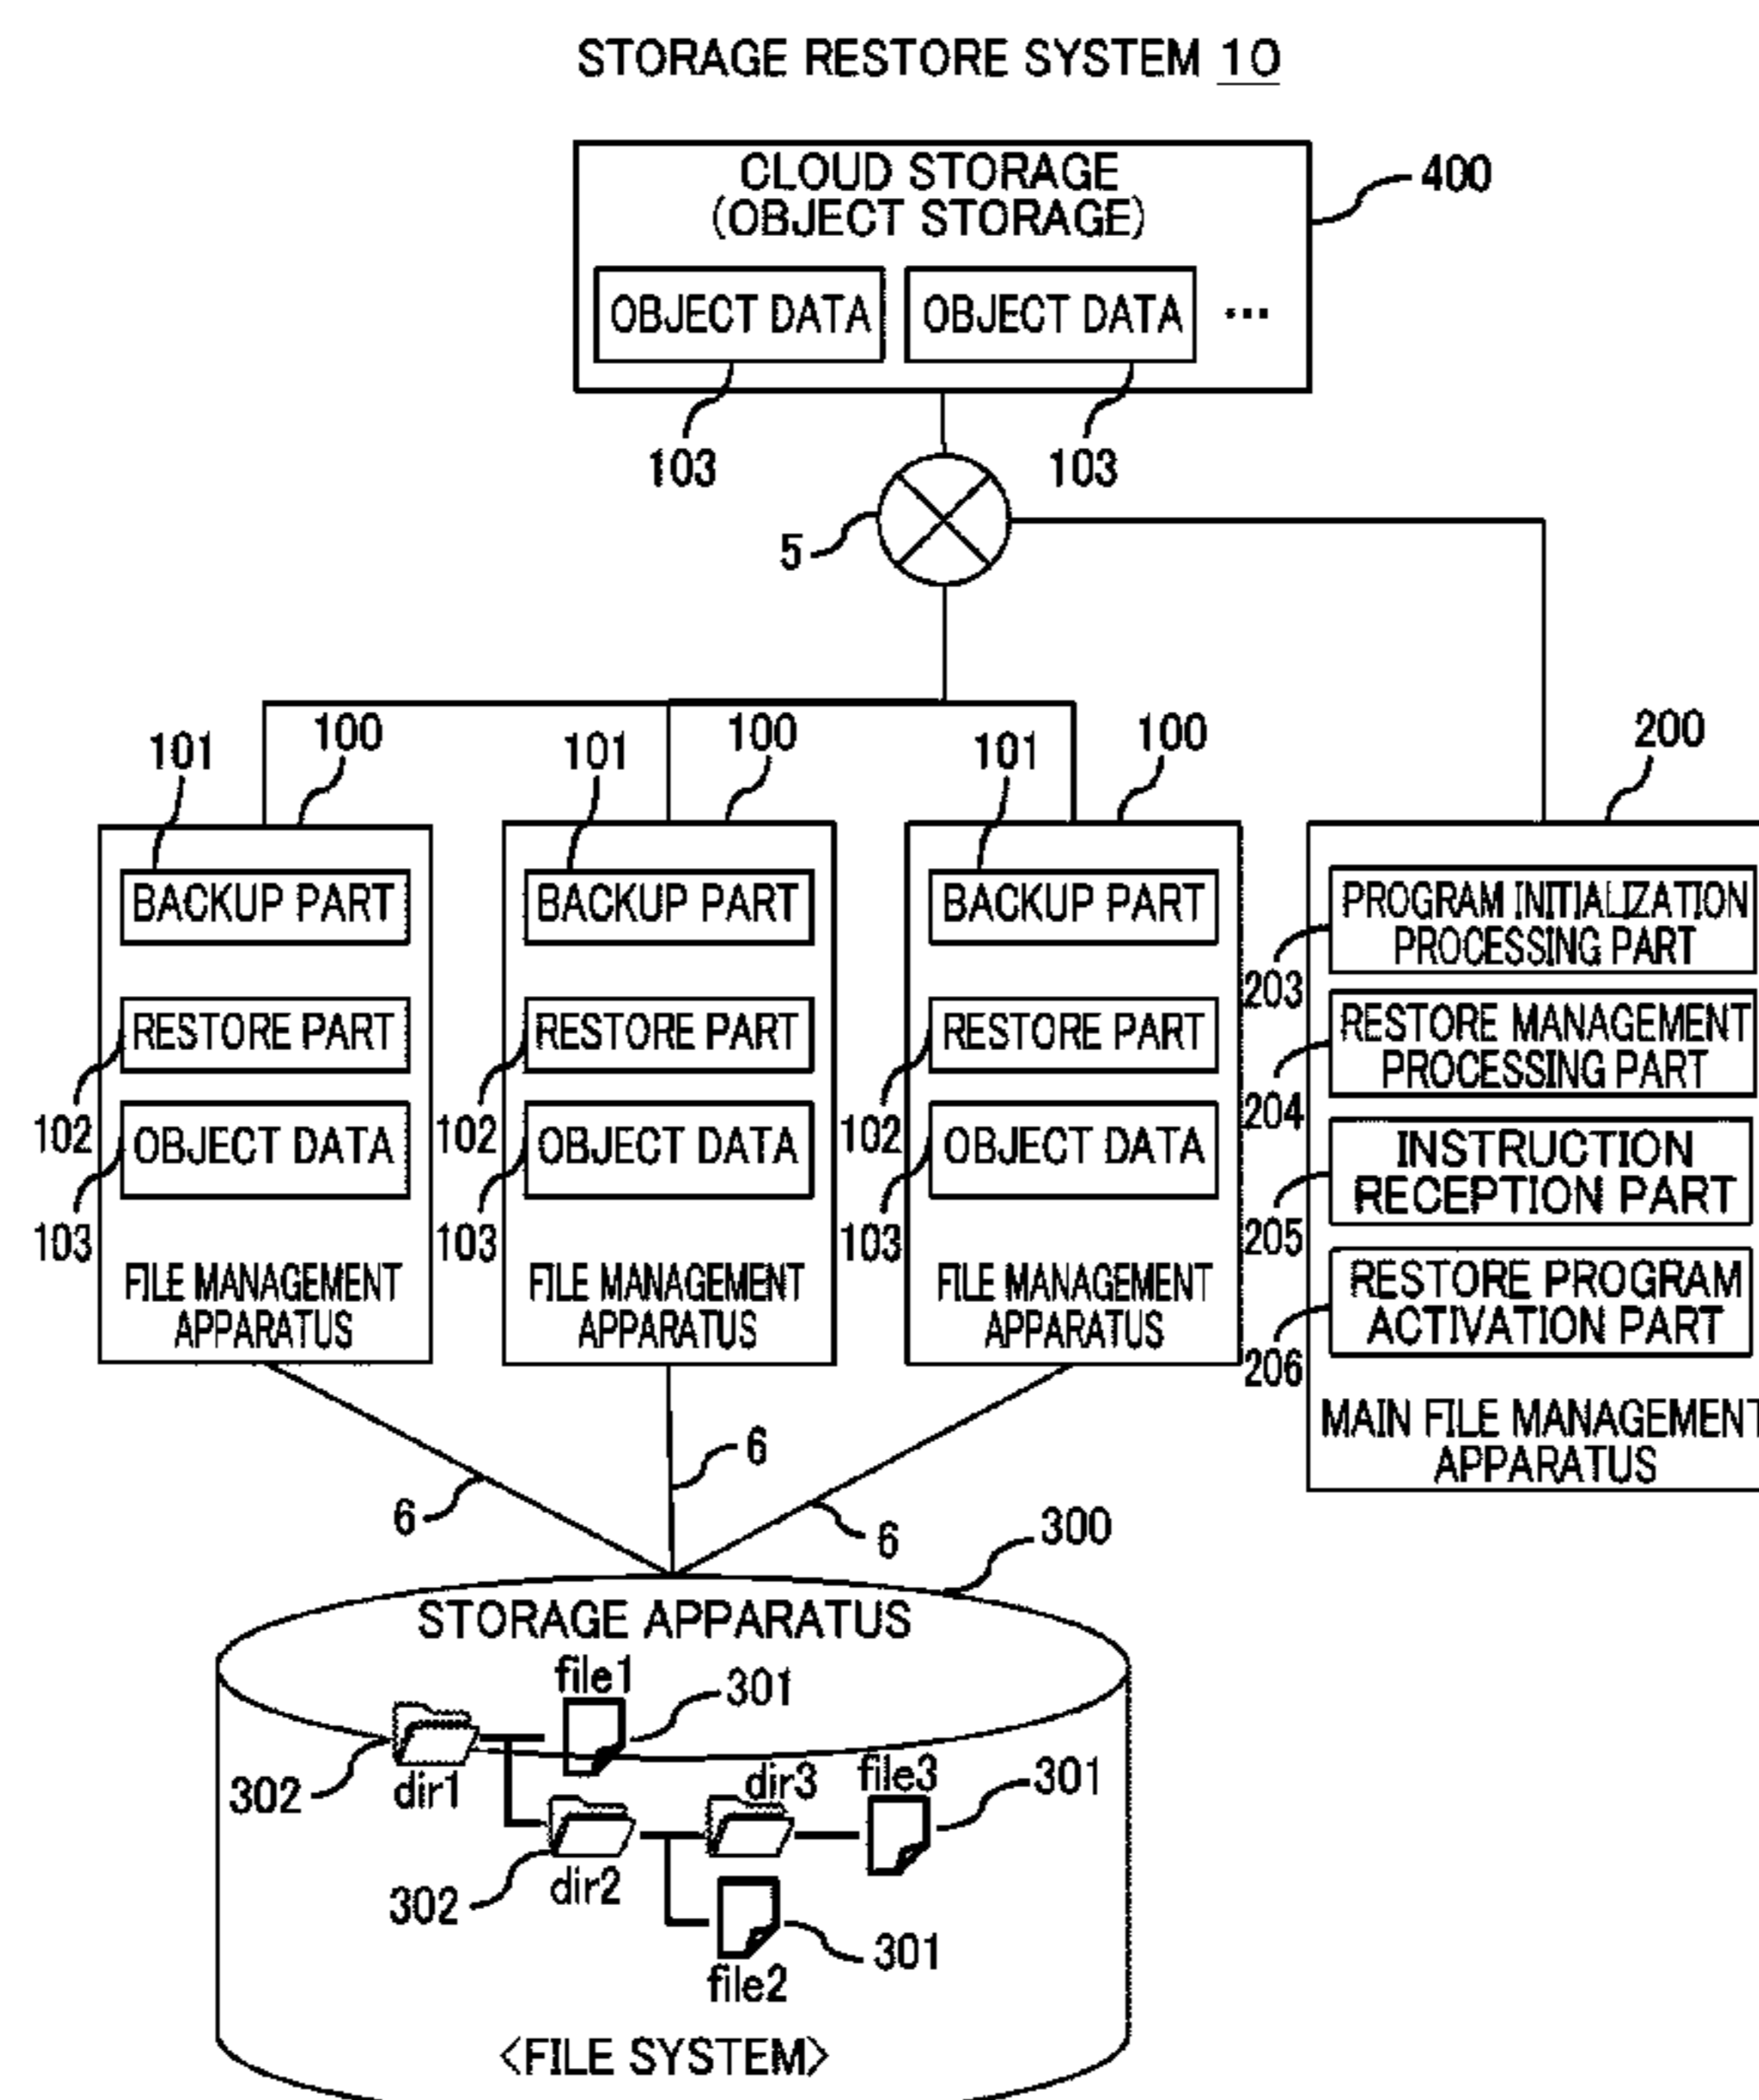 STORAGE RESTORE SYSTEM 10
CLOUD STORAGE
(OBJECT STORAGE)
400
OBJECT DATA
OBJECT DATA
...
103
103
5
101
100
101
100
101
100
200
BACKUP PART
BACKUP PART
BACKUP PART
PROGRAM INITIALIZATION
PROCESSING PART
203
RESTORE PART
RESTORE PART
RESTORE PART
RESTORE MANAGEMENT
PROCESSING PART
102
102
102
204
OBJECT DATA
OBJECT DATA
OBJECT DATA
INSTRUCTION
RECEPTION PART
103
103
103
205
FILE MANAGEMENT
APPARATUS
FILE MANAGEMENT
APPARATUS
FILE MANAGEMENT
APPARATUS
RESTORE PROGRAM
ACTIVATION PART
206
MAIN FILE MANAGEMENT
APPARATUS
6
6
6
300
STORAGE APPARATUS
file1
301
302
dir1
dir3
file3
301
302
dir2
301
file2
<FILE SYSTEM>